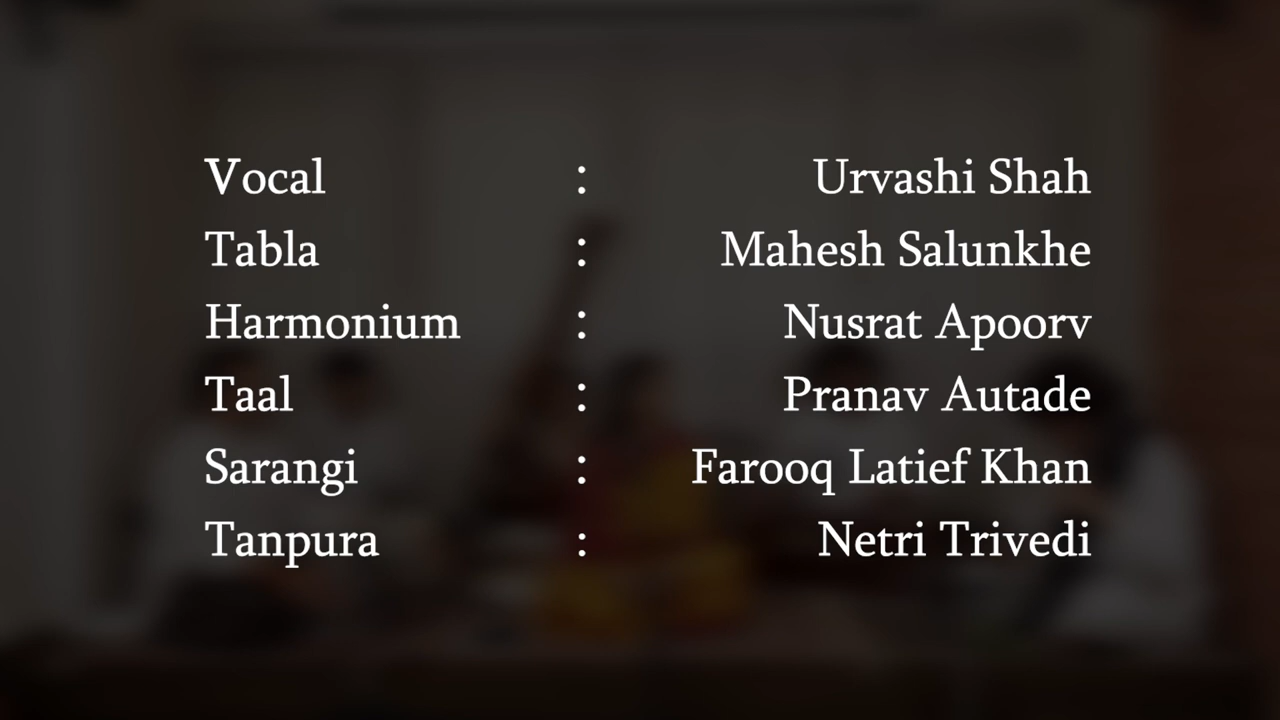 Vocal : Urvashi Shah
Tabla : Mahesh Salunkhe
Harmonium : Nusrat Apoorv
Taal : Pranav Autade
Sarangi : Farooq Latief Khan
Tanpura : Netri Trivedi